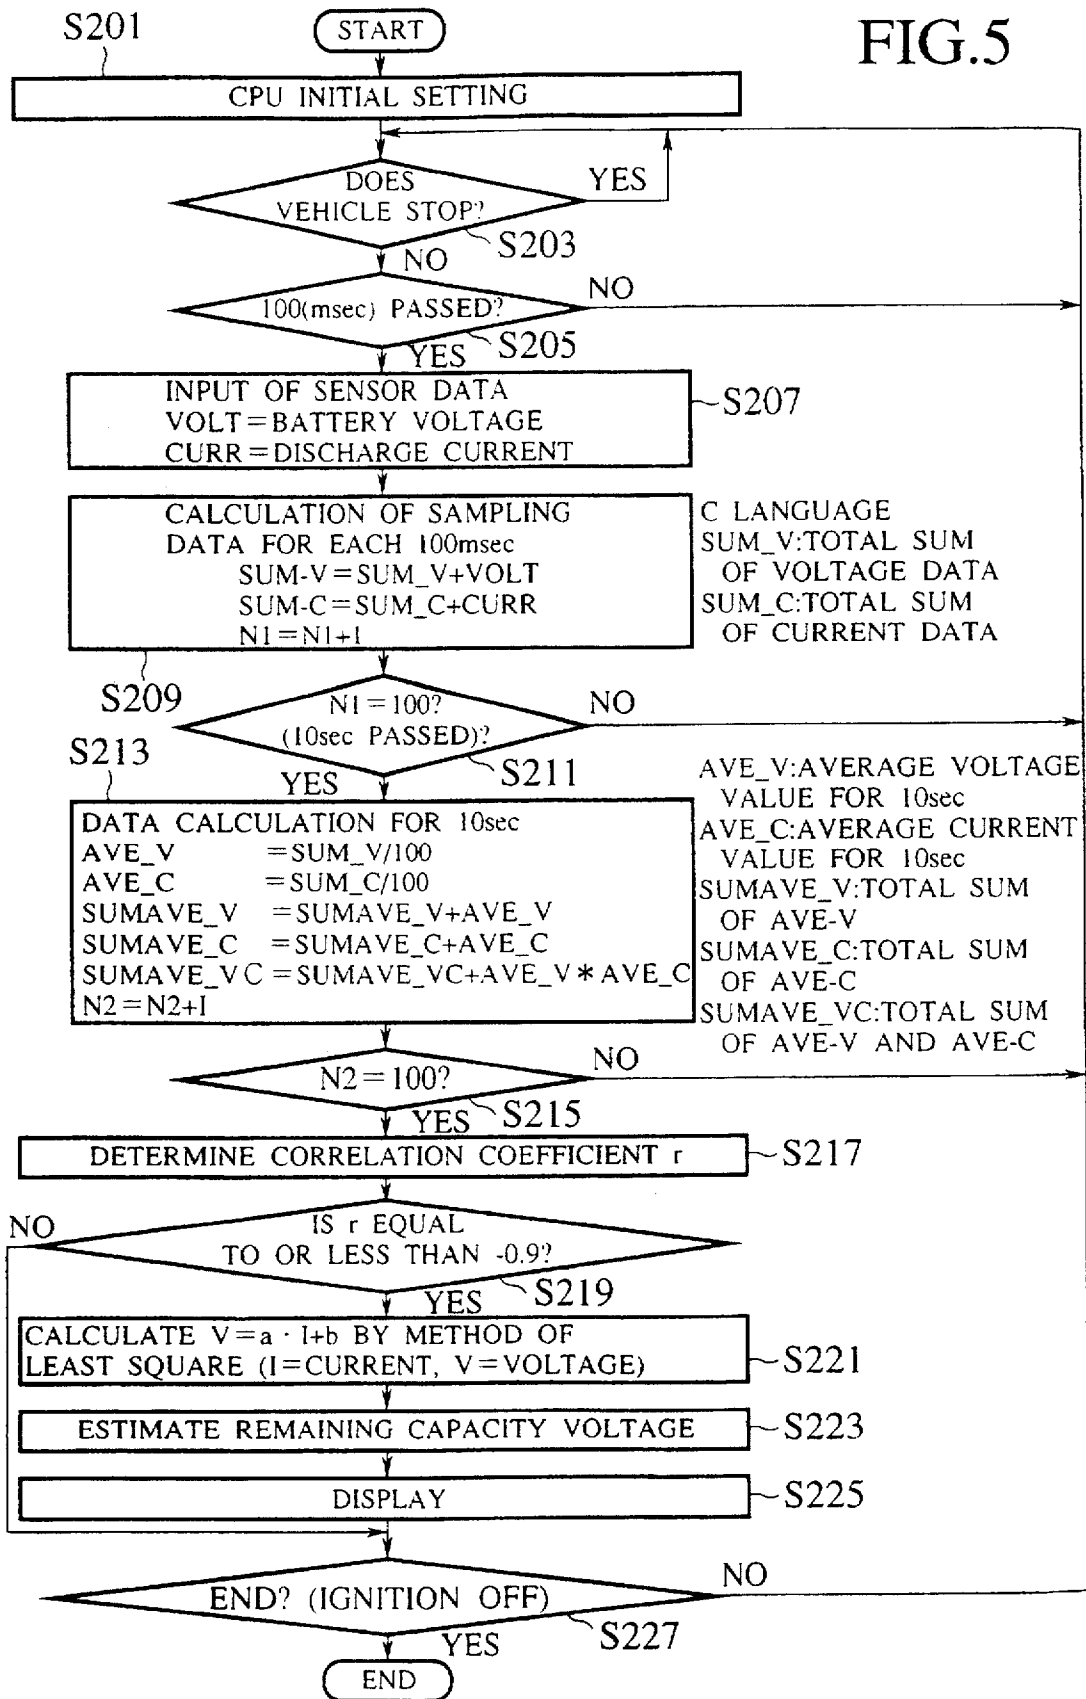 FIG.5
START
S201
CPU INITIAL SETTING
DOES
VEHICLE STOP?
YES
S203
NO
100(msec) PASSED?
NO
S205
YES
INPUT OF SENSOR DATA
VOLT=BATTERY VOLTAGE
CURR=DISCHARGE CURRENT
S207
CALCULATION OF SAMPLING
DATA FOR EACH 100msec
SUM-V=SUM_V+VOLT
SUM-C=SUM_C+CURR
N1=N1+1
S209
C LANGUAGE
SUM_V:TOTAL SUM
OF VOLTAGE DATA
SUM_C:TOTAL SUM
OF CURRENT DATA
N1=100?
(10sec PASSED)?
NO
S211
YES
S213
DATA CALCULATION FOR 10sec
AVE_V =SUM_V/100
AVE_C =SUM_C/100
SUMAVE_V =SUMAVE_V+AVE_V
SUMAVE_C =SUMAVE_C+AVE_C
SUMAVE_VC=SUMAVE_VC+AVE_V*AVE_C
N2=N2+I
AVE_V:AVERAGE VOLTAGE
VALUE FOR 10sec
AVE_C:AVERAGE CURRENT
VALUE FOR 10sec
SUMAVE_V:TOTAL SUM
OF AVE-V
SUMAVE_C:TOTAL SUM
OF AVE-C
SUMAVE_VC:TOTAL SUM
OF AVE-V AND AVE-C
N2=100?
NO
S215
YES
DETERMINE CORRELATION COEFFICIENT r
S217
IS r EQUAL
TO OR LESS THAN -0.9?
NO
S219
YES
CALCULATE V=a · I+b BY METHOD OF
LEAST SQUARE (I=CURRENT, V=VOLTAGE)
S221
ESTIMATE REMAINING CAPACITY VOLTAGE
S223
DISPLAY
S225
END? (IGNITION OFF)
NO
S227
YES
END